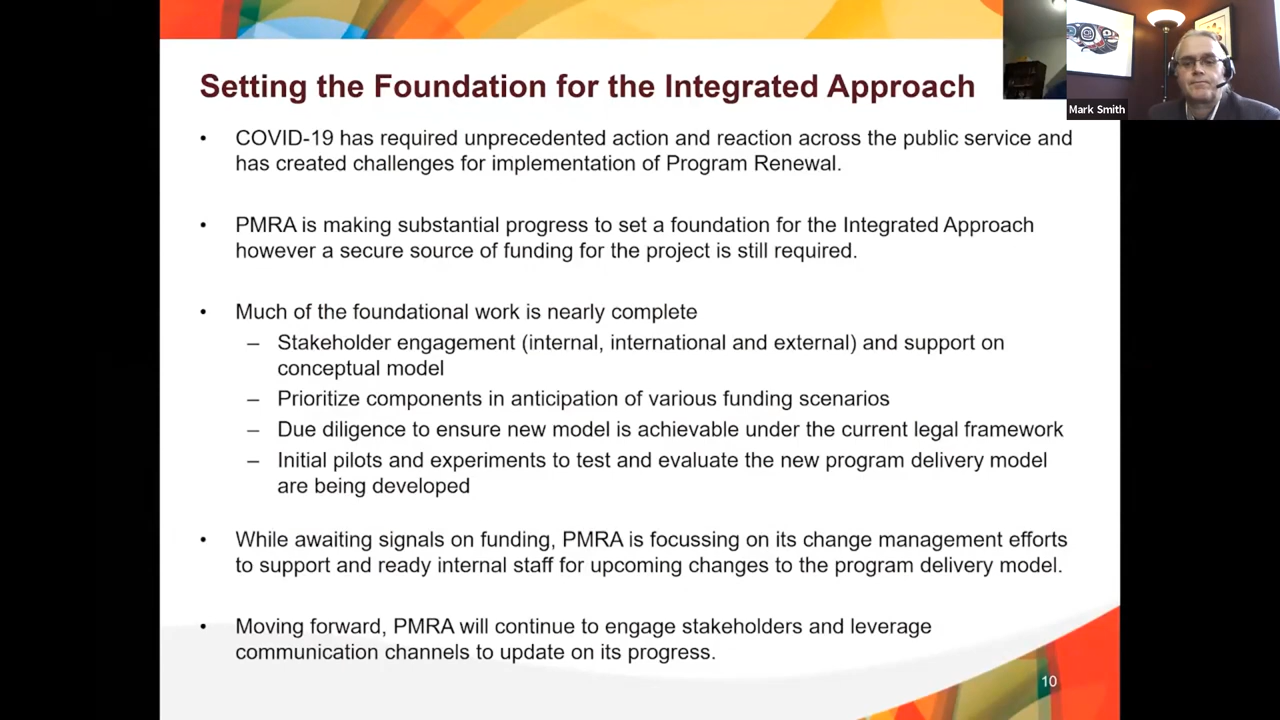 Setting the Foundation for the Integrated Approach
Mark Smith
• COVID-19 has required unprecedented action and reaction across the public service and
has created challenges for implementation of Program Renewal.
• PMRA is making substantial progress to set a foundation for the Integrated Approach
however a secure source of funding for the project is still required.
• Much of the foundational work is nearly complete
– Stakeholder engagement (internal, international and external) and support on
conceptual model
– Prioritize components in anticipation of various funding scenarios
– Due diligence to ensure new model is achievable under the current legal framework
– Initial pilots and experiments to test and evaluate the new program delivery model
are being developed
• While awaiting signals on funding, PMRA is focussing on its change management efforts
to support and ready internal staff for upcoming changes to the program delivery model.
• Moving forward, PMRA will continue to engage stakeholders and leverage
communication channels to update on its progress.
10